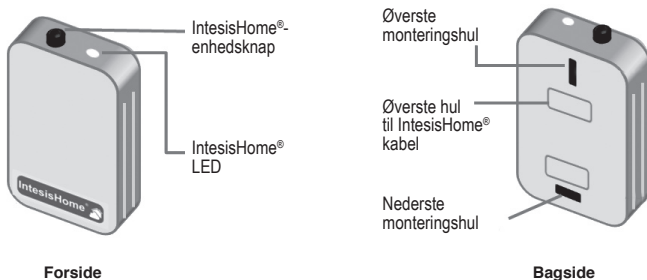 IntesisHome®-
enhedsknap
IntesisHome®
LED
IntesisHome®
Forside
Øverste
monteringshul
Øverste hul
til IntesisHome®
kabel
Nederste
monteringshul
Bagside